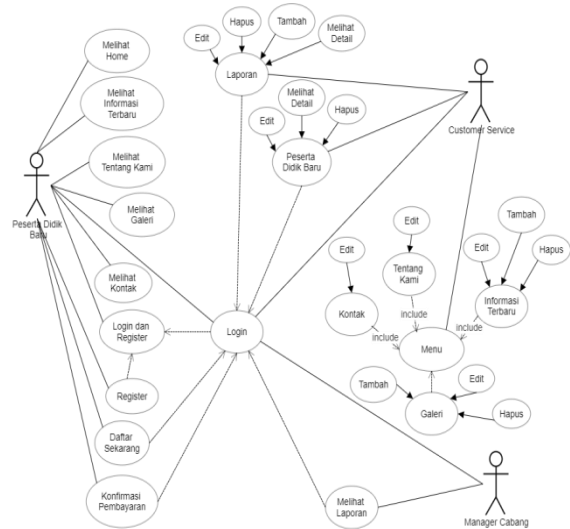 Hapus
Tambah
Melihat
Detail
Edit
Laporan
Melihat
Home
Melihat
Informasi
Terbaru
Melihat
Detail
Edit
Hapus
Customer Service
Peserta
Didik Baru
Melihat
Tentang Kami
Peserta Didik
Baru
Melihat
Galeri
Tambah
Edit
Edit
Hapus
Edit
Tentang
Kami
Melihat
Kontak
Kontak
Informasi
Terbaru
include
include
include
Login dan
Register
Login
Menu
Tambah
Edit
Register
Galeri
Hapus
Daftar
Sekarang
Konfirmasi
Pembayaran
Melihat
Laporan
Manager Cabang